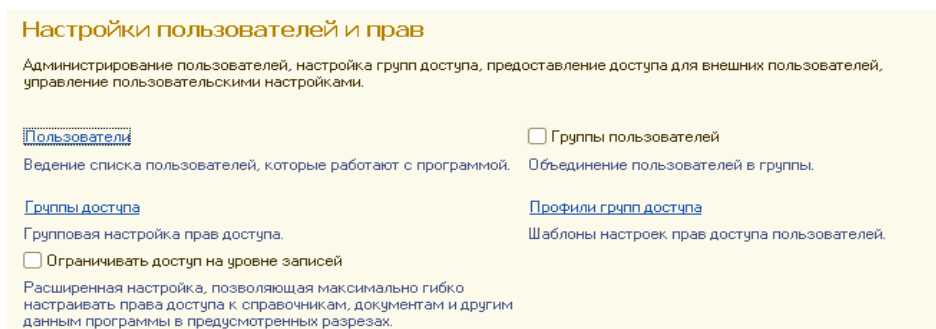 Настройки пользователей и прав
Администрирование пользователей, настройка групп доступа, предоставление доступа для внешних пользователей,
управление пользовательскими настройками.
Пользователи
Группы пользователей
Ведение списка пользователей, которые работают с программой.
Объединение пользователей в группы.
Группы доступа
Профили групп доступа
Групповая настройка прав доступа.
Шаблоны настроек прав доступа пользователей.
Ограничивать доступ на уровне записей
Расширенная настройка, позволяющая максимально гибко
настраивать права доступа к справочникам, документам и другим
данным программы в предусмотренных разрезах.